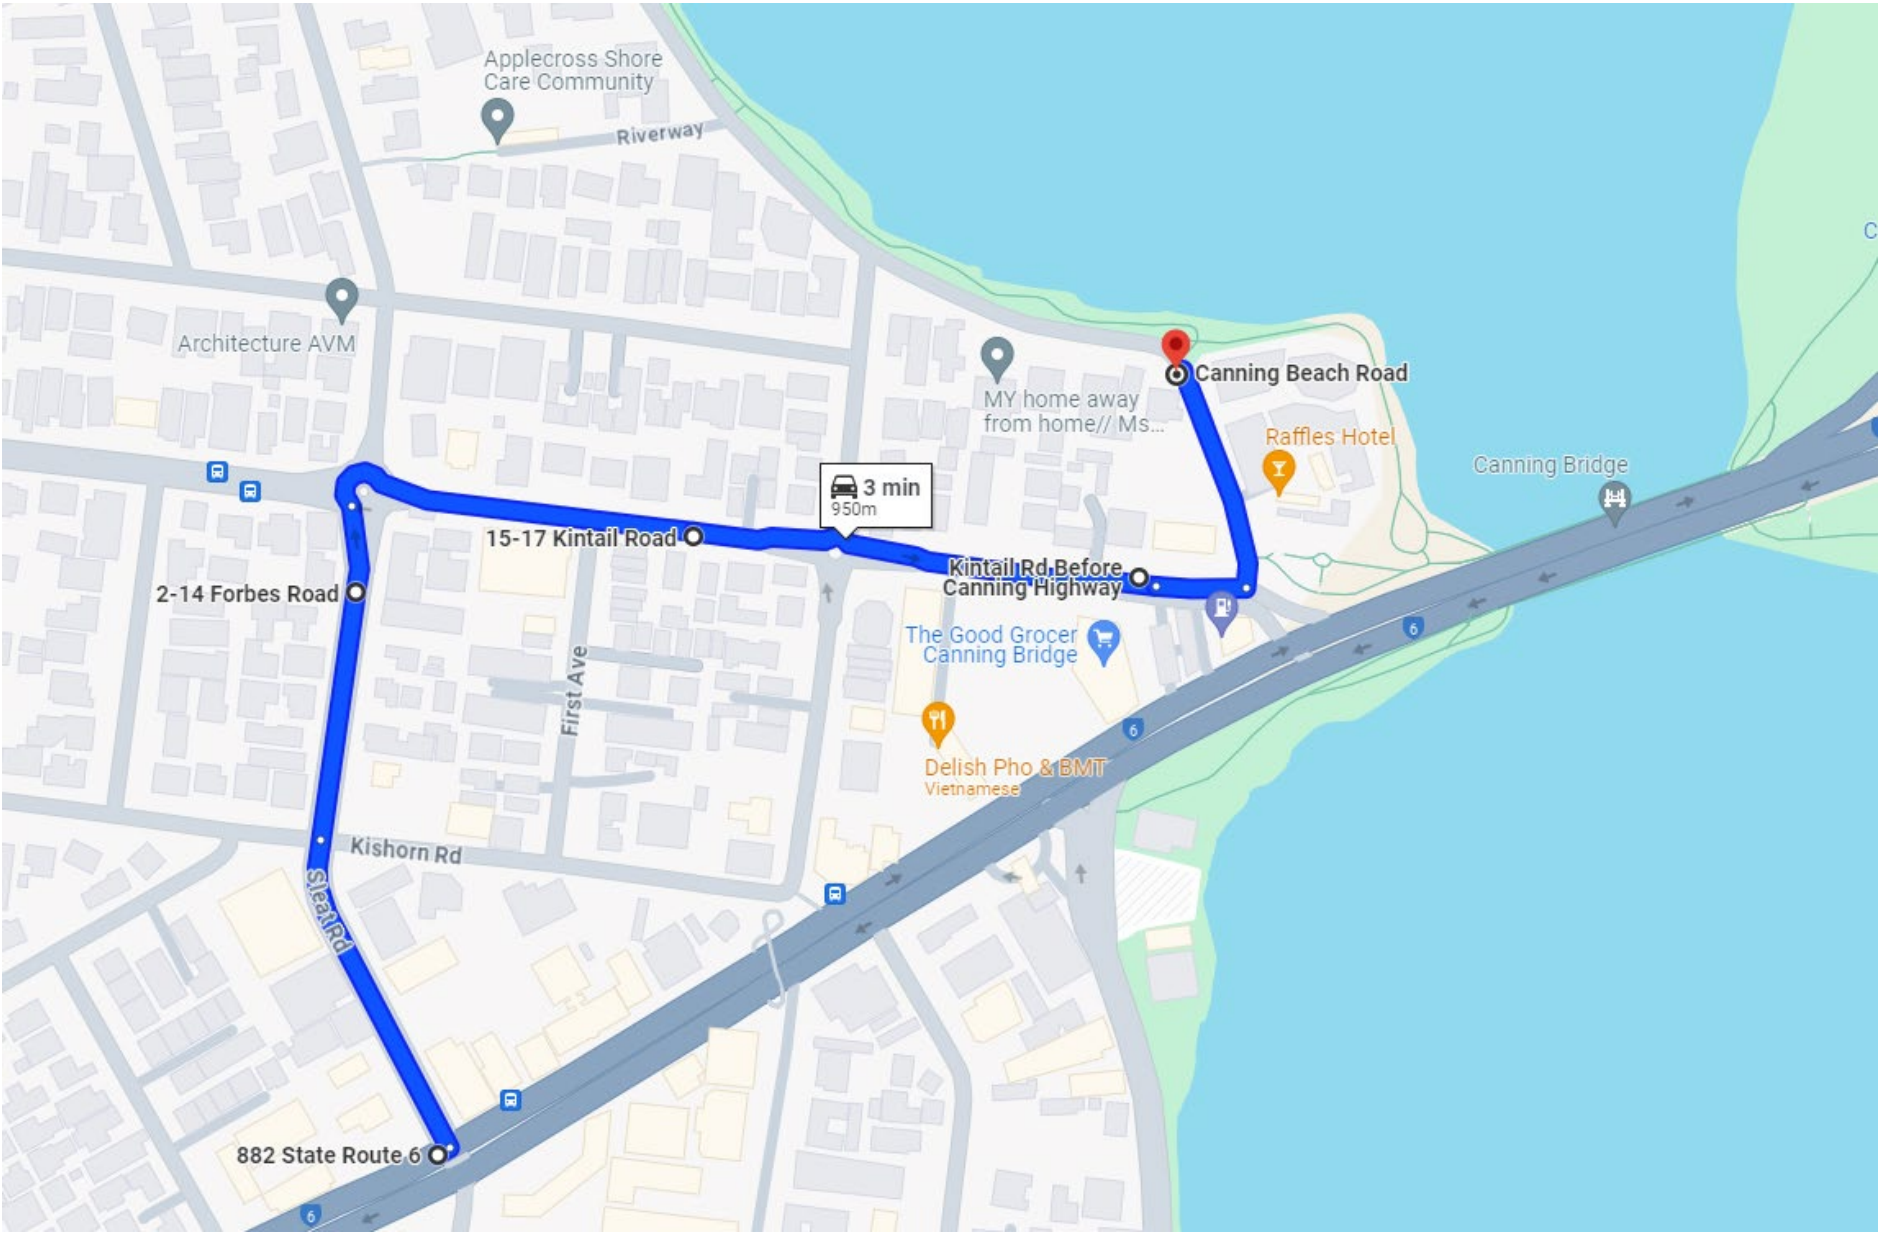 Applecross Shore
Care Community
Riverway
C
Architecture AVM
Canning Beach Road
MY home away
from home// Ms...
Raffles Hotel
Canning Bridge
3 min
950m
15-17 Kintail Road
Kintail Rd Before
Canning Highway
2-14 Forbes Road
6
The Good Grocer
Canning Bridge
First Ave
6
Delish Pho & BMT
Vietnamese
Kishorn Rd
Sleat Rd
882 State Route 6
6